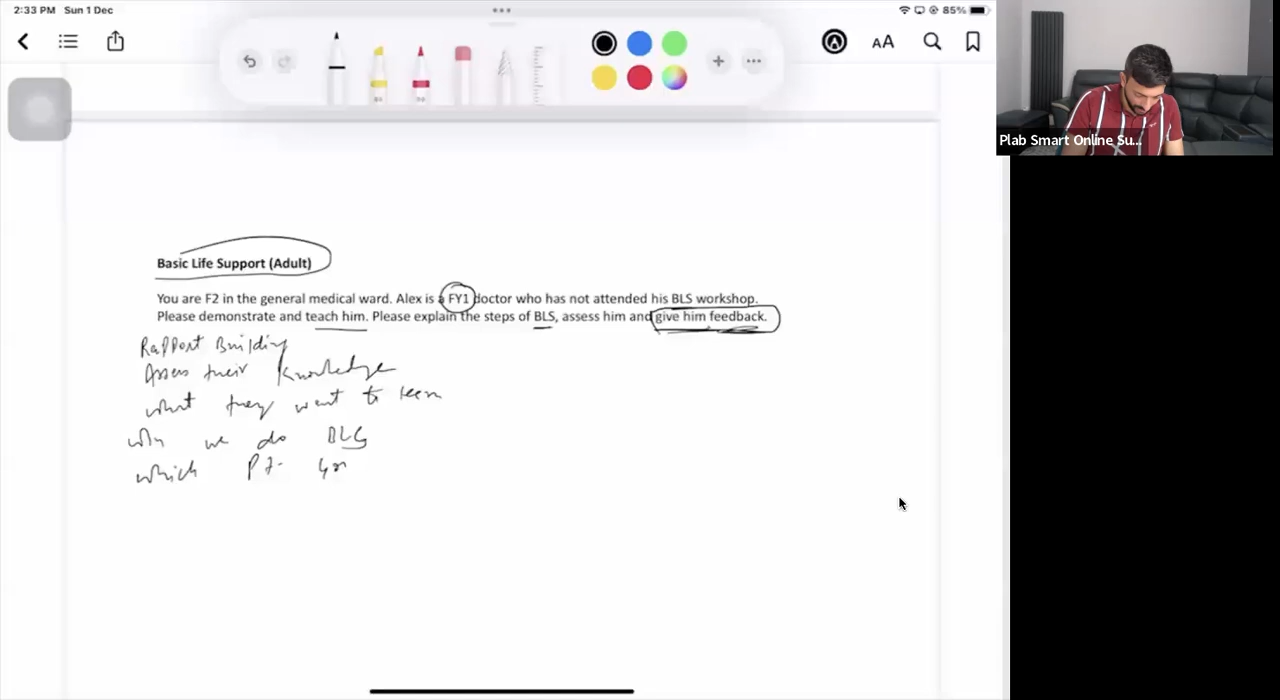 2:33 PM Sun 1 Dec
85%
AA
Plab Smart Online Su...
Basic Life Support (Adult)
You are F2 in the general medical ward. Alex is a FY1 doctor who has not attended his BLS workshop.
Please demonstrate and teach him. Please explain the steps of BLS, assess him and give him feedback.
Rapport Building
Assess their knowledge
what they want to learn
why we do BLS
which Pt.